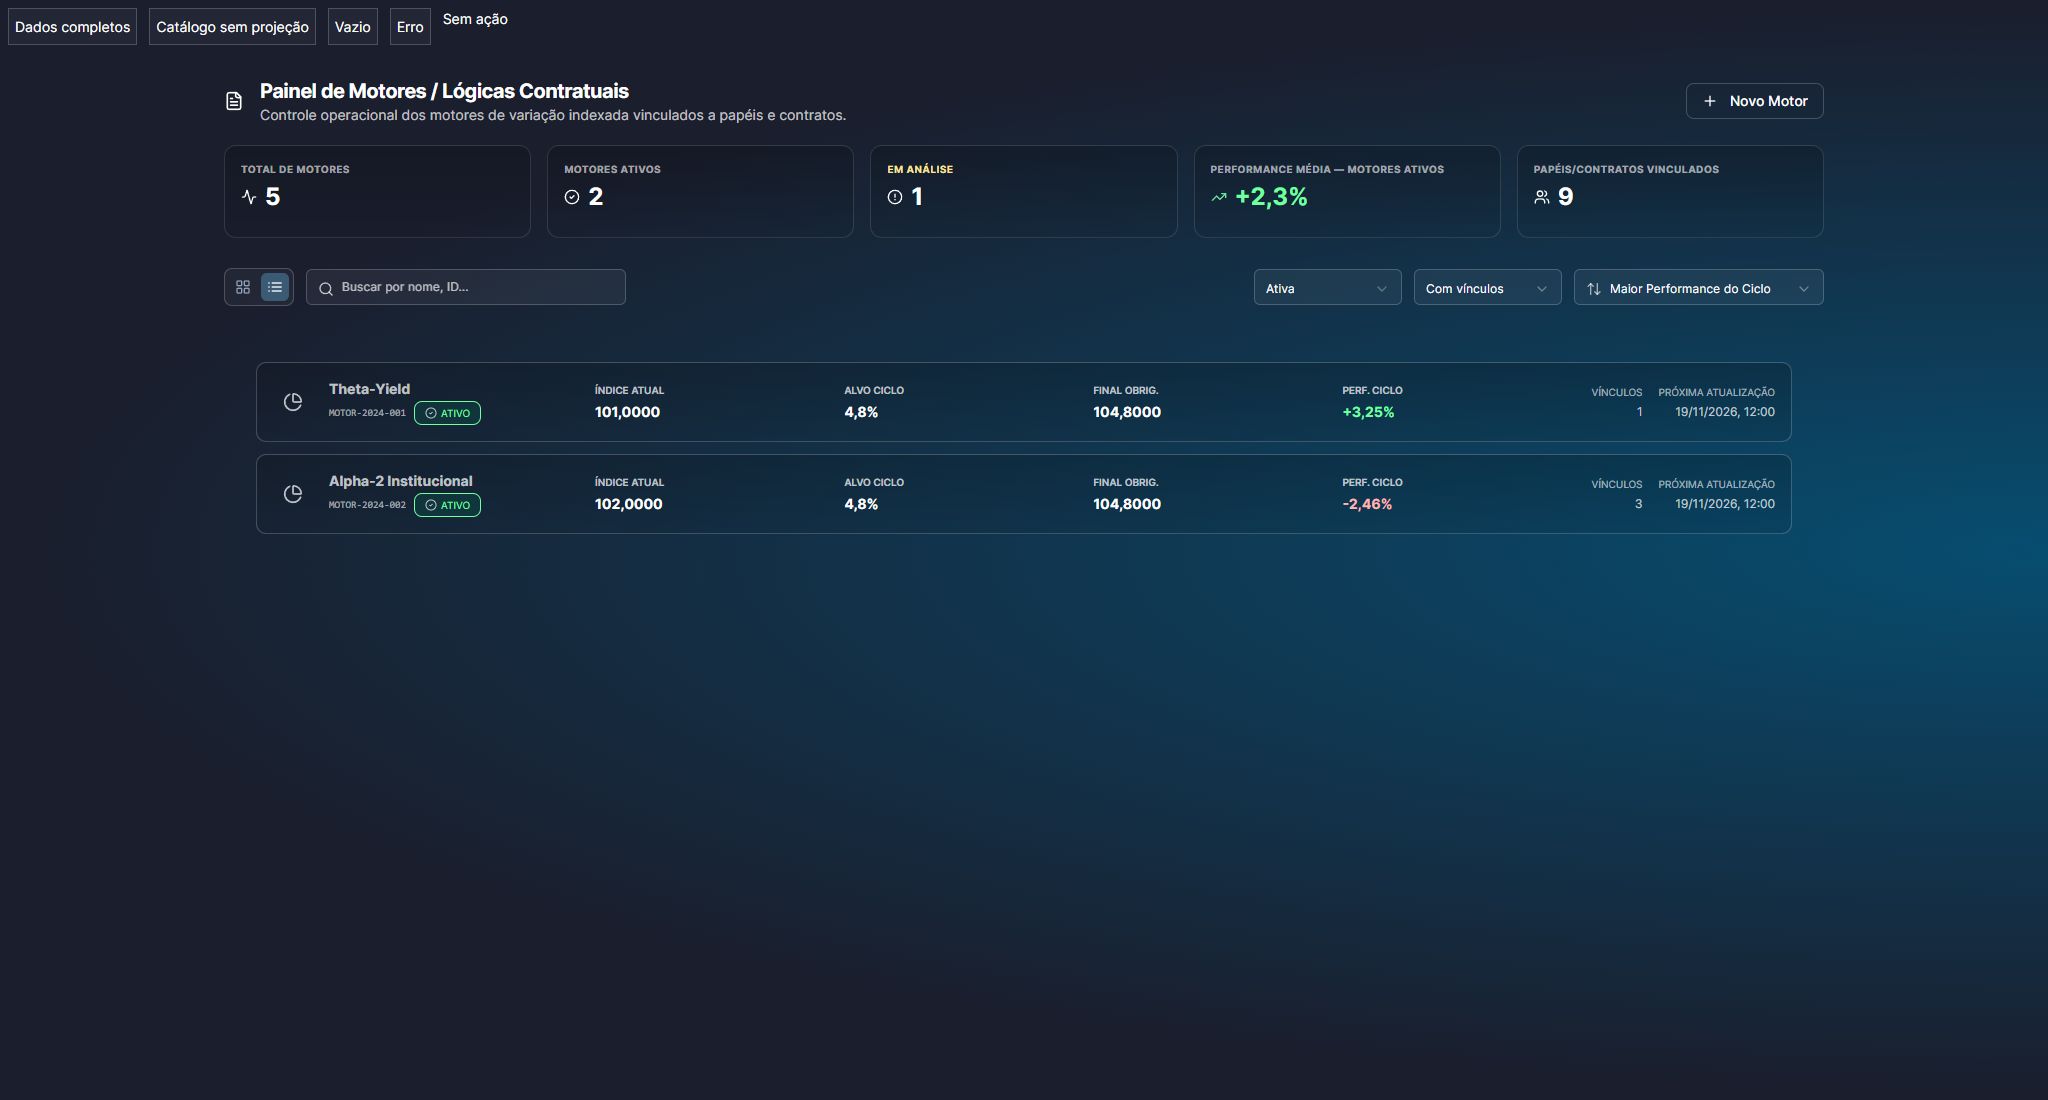 Dados completos Catálogo sem projeção Vazio Erro Sem ação
Painel de Motores / Lógicas Contratuais
Controle operacional dos motores de variação indexada vinculados a papéis e contratos.
Novo Motor
TOTAL DE MOTORES
5
MOTORES ATIVOS
2
EM ANÁLISE
1
PERFORMANCE MÉDIA — MOTORES ATIVOS
+2,3%
PAPÉIS/CONTRATOS VINCULADOS
9
Buscar por nome, ID...
Ativa
Com vínculos
Maior Performance do Ciclo
Theta-Yield
MOTOR-2024-001 ATIVO
ÍNDICE ATUAL
101,0000
ALVO CICLO
4,8%
FINAL OBRIG.
104,8000
PERF. CICLO
+3,25%
VÍNCULOS
1
PRÓXIMA ATUALIZAÇÃO
19/11/2026, 12:00
Alpha-2 Institucional
MOTOR-2024-002 ATIVO
ÍNDICE ATUAL
102,0000
ALVO CICLO
4,8%
FINAL OBRIG.
104,8000
PERF. CICLO
-2,46%
VÍNCULOS
3
PRÓXIMA ATUALIZAÇÃO
19/11/2026, 12:00